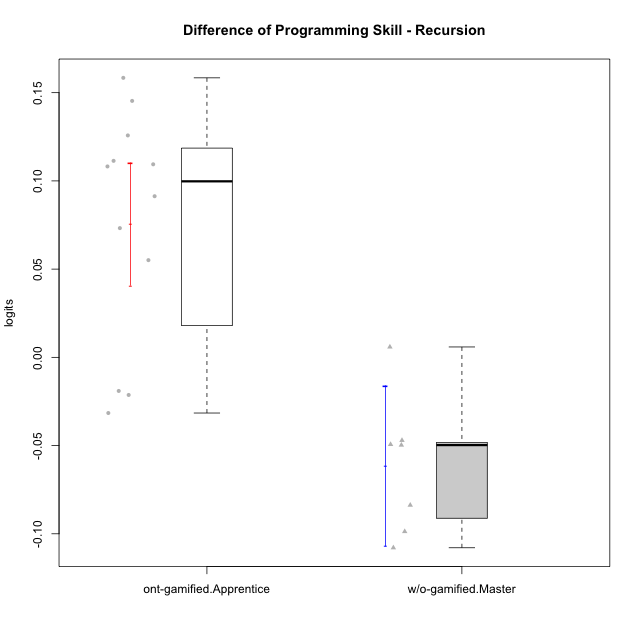 Difference of Programming Skill - Recursion
logits
0.15
0.10
0.05
0.00
-0.05
-0.10
ont-gamified.Apprentice
w/o-gamified.Master